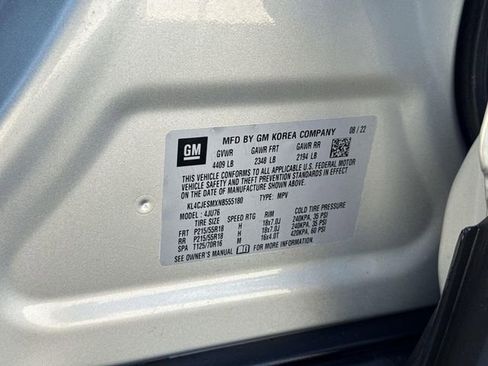 GM
MFD BY GM KOREA COMPANY 08 / 22
GVWR GAWR FRT GAWR RR
4409 LB 2348 LB 2194 LB
THIS VEHICLE CONFORMS TO ALL APPLICABLE U.S. FEDERAL MOTOR
VEHICLE SAFETY, BUMPER, AND THEFT PREVENTION STANDARDS IN EFFECT
ON THE DATE OF MANUFACTURE SHOWN ABOVE.
KL4CJESMXNB555180 TYPE: MPV
MODEL : 4JU76
TIRE SIZE SPEED RTG RIM COLD TIRE PRESSURE
FRT P215/55R18 H 18x7.0J 240KPA, 35 PSI
RR P215/55R18 H 18x7.0J 240KPA, 35 PSI
SPA T125/70R16 M 16x4.0T 420KPA, 60 PSI
SEE OWNER'S MANUAL